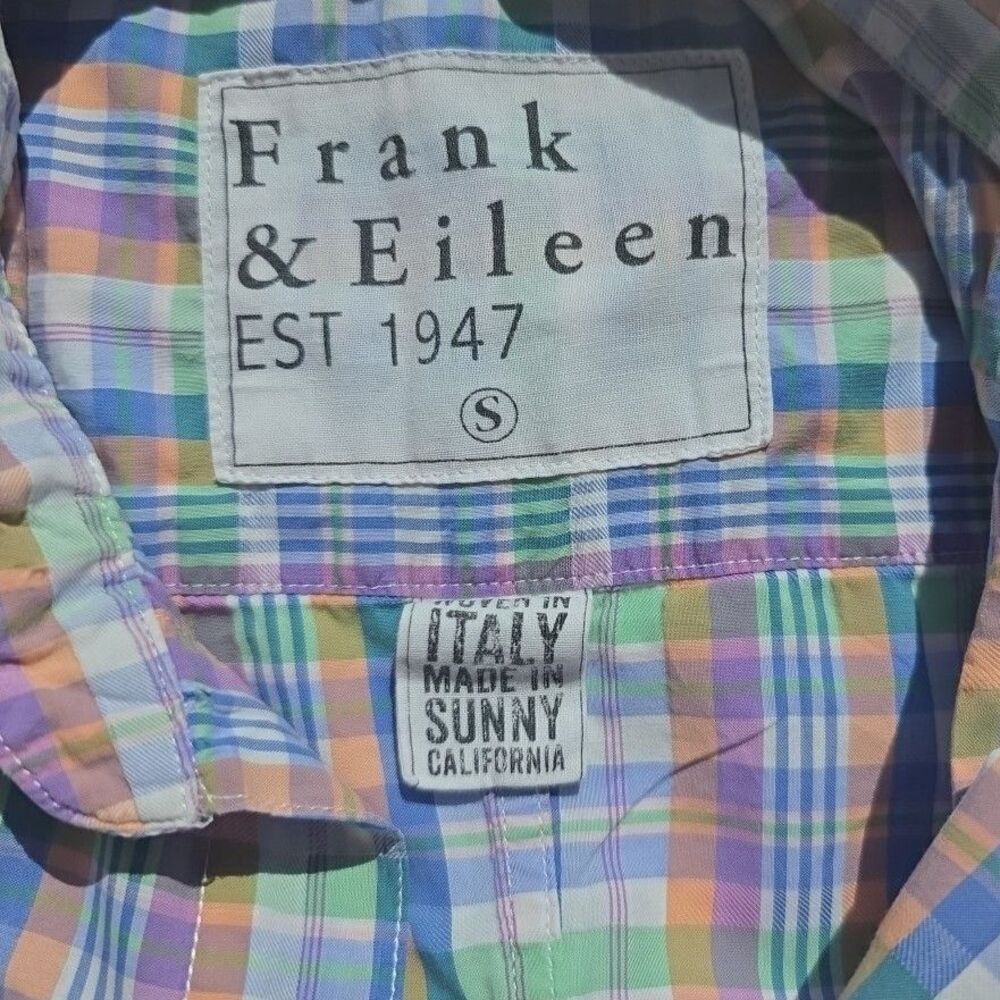 Frank
& Eileen
EST 1947
S
WOVEN IN
ITALY
MADE IN
SUNNY
CALIFORNIA